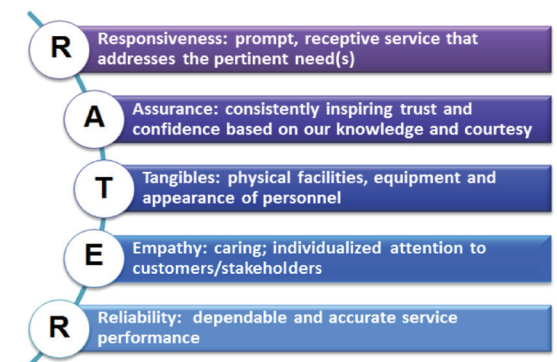 R
Responsiveness: prompt, receptive service that
addresses the pertinent need(s)
A
Assurance: consistently inspiring trust and
confidence based on our knowledge and courtesy
T
Tangibles: physical facilities, equipment and
appearance of personnel
E
Empathy: caring; individualized attention to
customers/stakeholders
R
Reliability: dependable and accurate service
performance